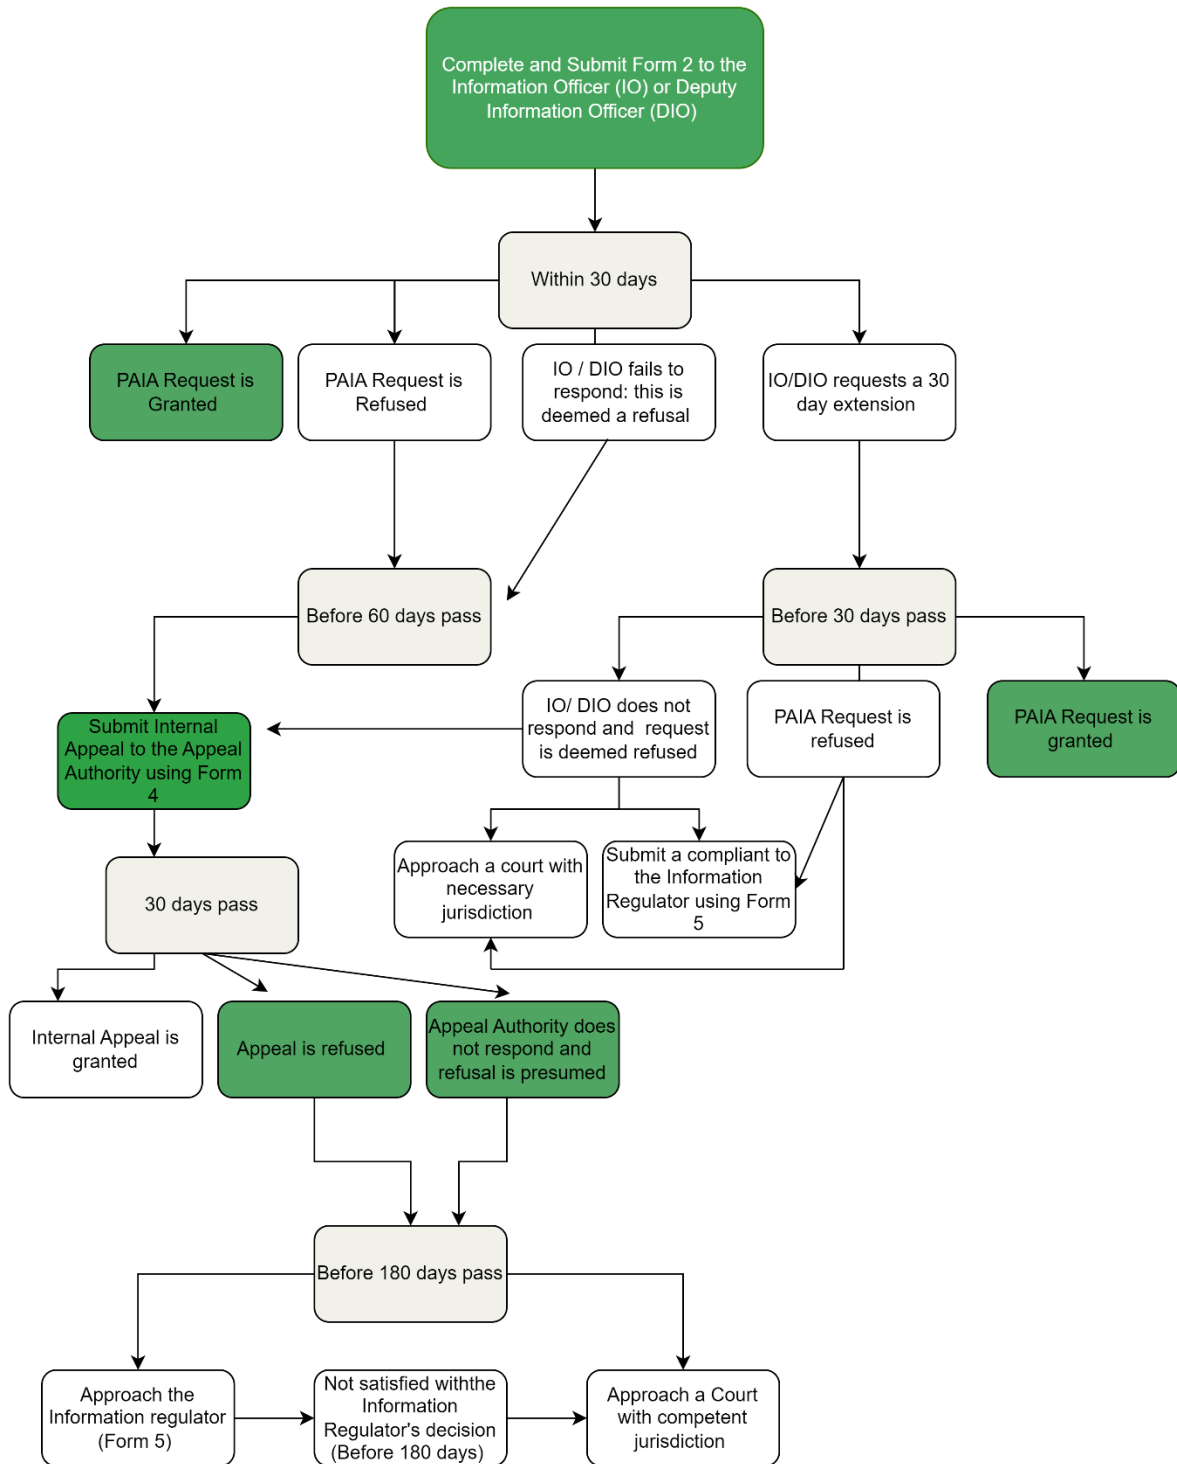 Complete and Submit Form 2 to the
Information Officer (IO) or Deputy
Information Officer (DIO)
Within 30 days
PAIA Request is
Granted
PAIA Request is
Refused
IO / DIO fails to
respond: this is
deemed a refusal
IO/DIO requests a 30
day extension
Before 60 days pass
Before 30 days pass
Submit Internal
Appeal to the Appeal
Authority using Form
4
IO/ DIO does not
respond and request
is deemed refused
PAIA Request is
refused
PAIA Request is
granted
30 days pass
Approach a court with
necessary
jurisdiction
Submit a compliant to
the Information
Regulator using Form
5
Internal Appeal is
granted
Appeal is refused
Appeal Authority does
not respond and
refusal is presumed
Before 180 days pass
Approach the
Information regulator
(Form 5)
Not satisfied withthe
Information
Regulator's decision
(Before 180 days)
Approach a Court
with competent
jurisdiction